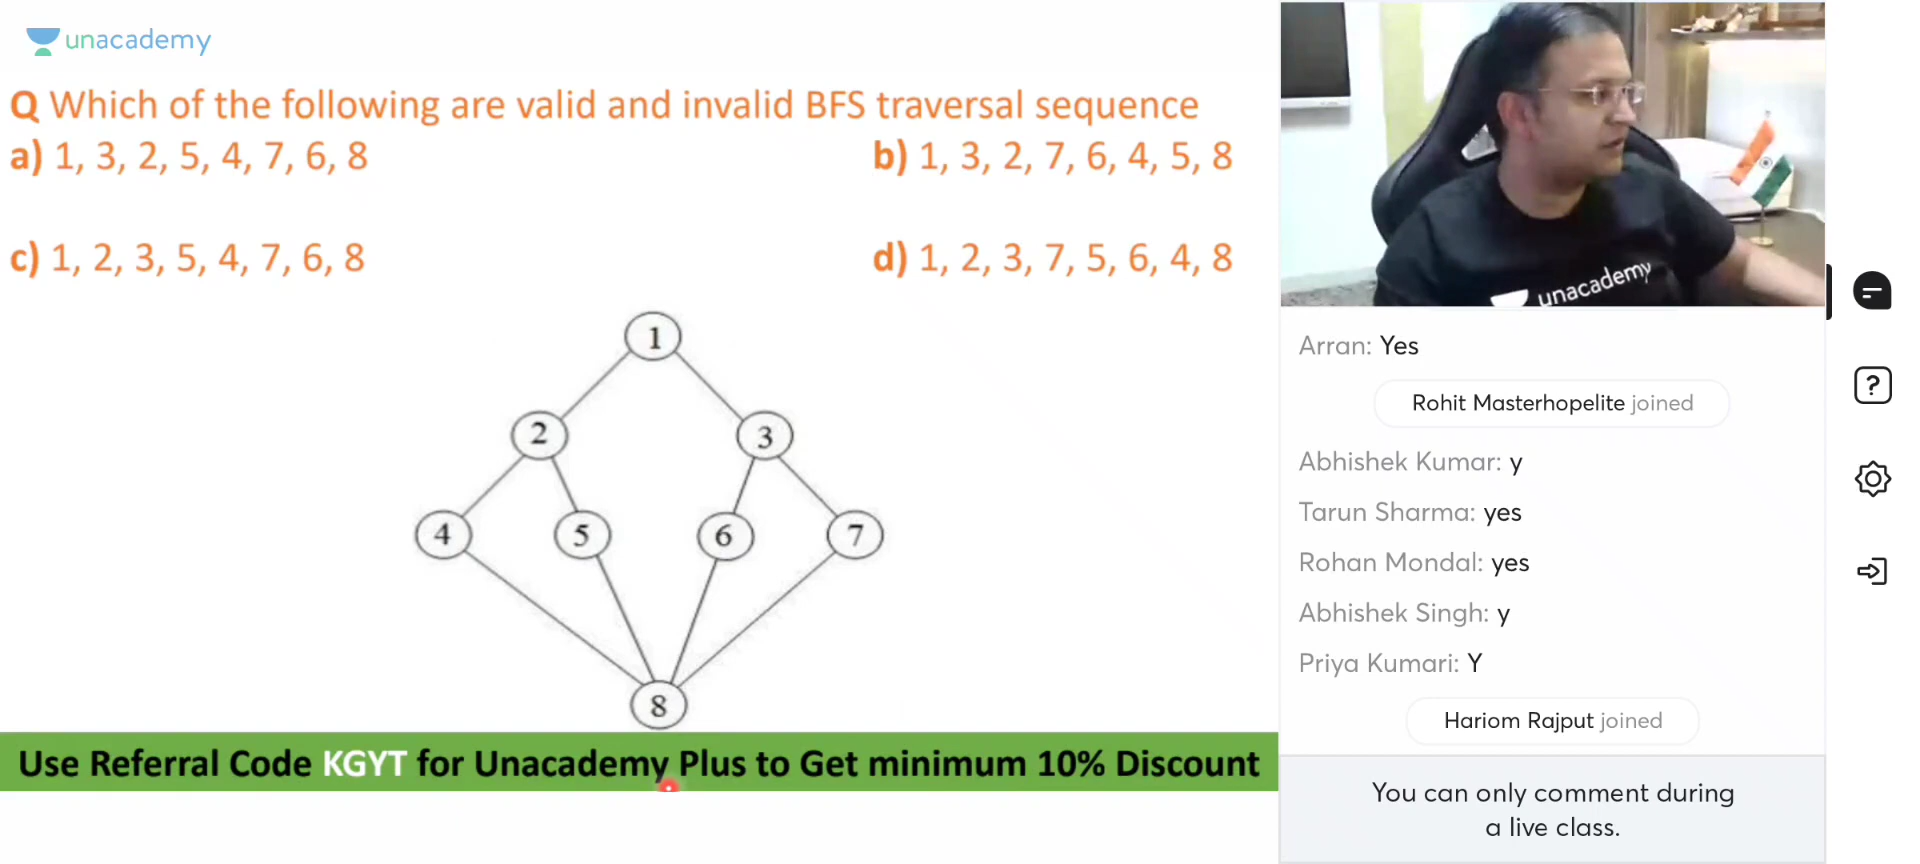 unacademy
Q Which of the following are valid and invalid BFS traversal sequence
a) 1, 3, 2, 5, 4, 7, 6, 8
b) 1, 3, 2, 7, 6, 4, 5, 8
c) 1, 2, 3, 5, 4, 7, 6, 8
d) 1, 2, 3, 7, 5, 6, 4, 8
1
2
3
4
5
6
7
8
Use Referral Code KGYT for Unacademy Plus to Get minimum 10% Discount
unacademy
Arran: Yes
Rohit Masterhopelite joined
Abhishek Kumar: y
Tarun Sharma: yes
Rohan Mondal: yes
Abhishek Singh: y
Priya Kumari: Y
Hariom Rajput joined
You can only comment during
a live class.
?